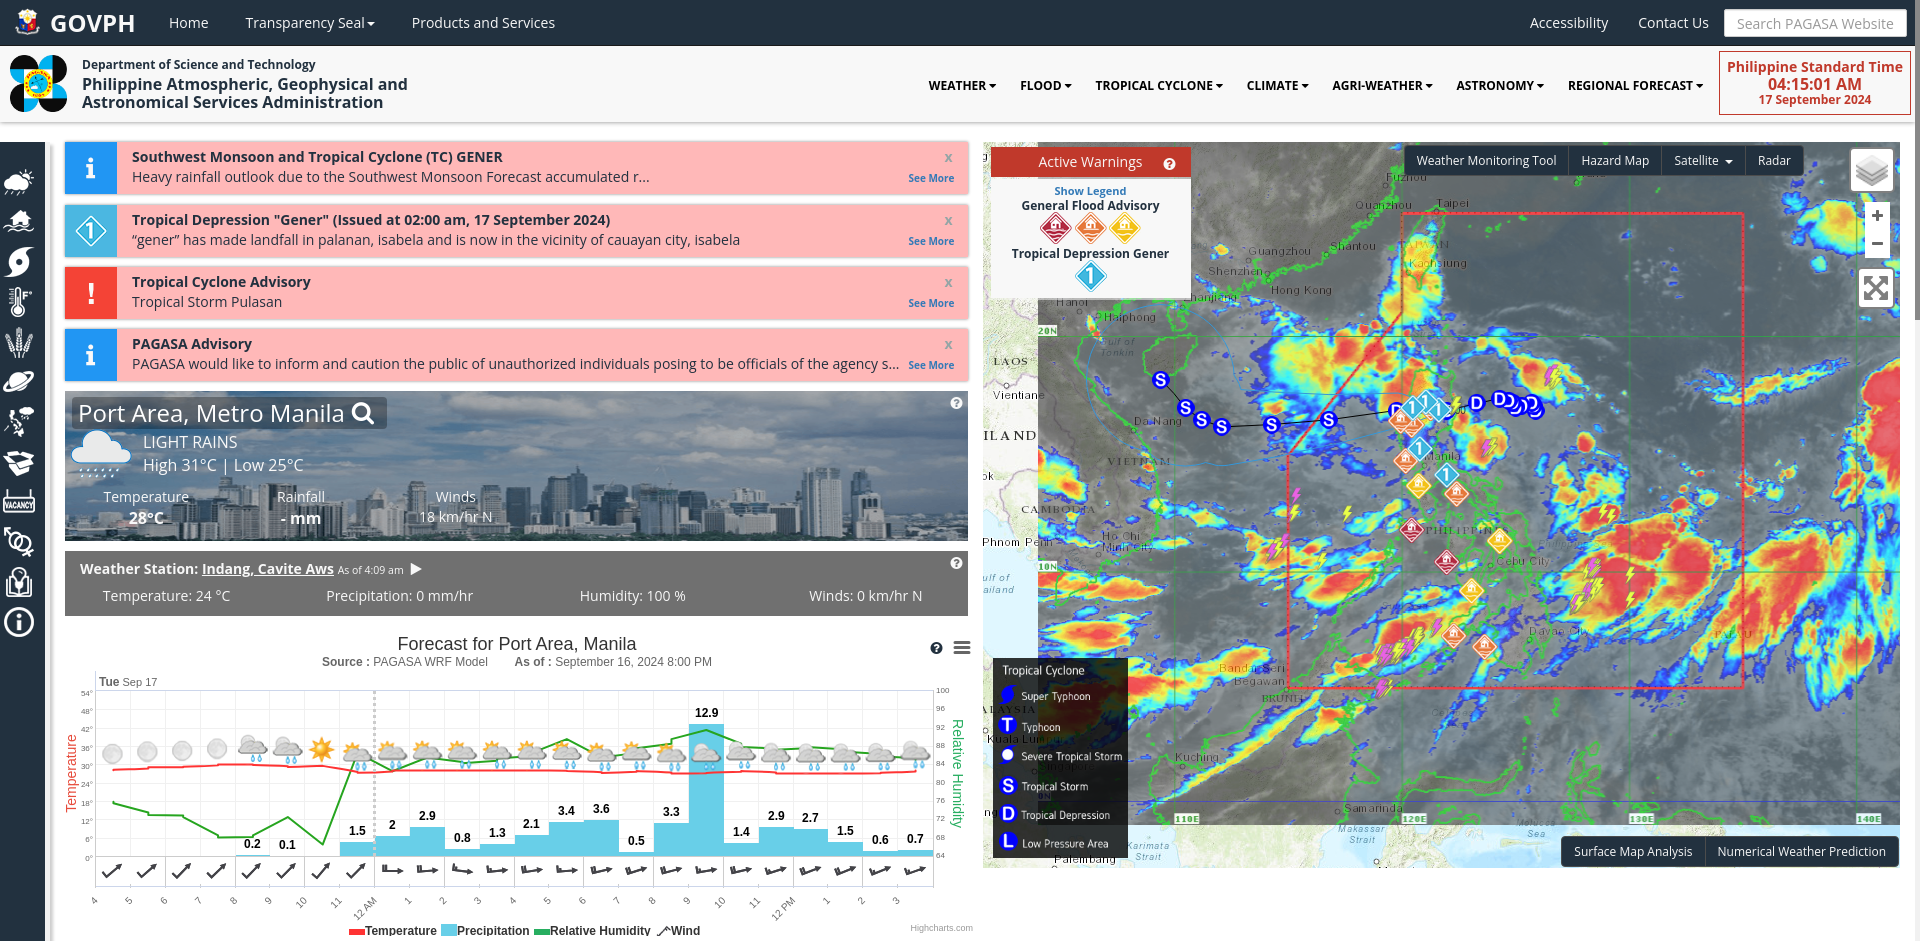 GOVPH
Home
Transparency Seal
Products and Services
Accessibility
Contact Us
Search PAGASA Website
Department of Science and Technology
Philippine Atmospheric, Geophysical and
Astronomical Services Administration
WEATHER
FLOOD
TROPICAL CYCLONE
CLIMATE
AGRI-WEATHER
ASTRONOMY
REGIONAL FORECAST
Philippine Standard Time
04:15:01 AM
17 September 2024
Southwest Monsoon and Tropical Cyclone (TC) GENER
x
Heavy rainfall outlook due to the Southwest Monsoon Forecast accumulated r...
See More
Tropical Depression "Gener" (Issued at 02:00 am, 17 September 2024)
x
“gener” has made landfall in palanan, isabela and is now in the vicinity of cauayan city, isabela
See More
Tropical Cyclone Advisory
x
Tropical Storm Pulasan
See More
PAGASA Advisory
x
PAGASA would like to inform and caution the public of unauthorized individuals posing to be officials of the agency s...
See More
VACANCY
Port Area, Metro Manila
LIGHT RAINS
High 31°C | Low 25°C
Temperature
Rainfall
Winds
28°C
- mm
18 km/hr N
Weather Station: Indang, Cavite Aws As of 4:09 am
Temperature: 24 °C
Precipitation: 0 mm/hr
Humidity: 100 %
Winds: 0 km/hr N
Forecast for Port Area, Manila
Source : PAGASA WRF Model As of : September 16, 2024 8:00 PM
Tue Sep 17
Temperature
54°
48°
42°
36°
30°
24°
18°
12°
6°
0°
0.2
0.1
1.5
2
2.9
0.8
1.3
2.1
3.4
3.6
0.5
3.3
12.9
1.4
2.9
2.7
1.5
0.6
0.7
100
96
92
88
84
80
76
72
68
64
Relative Humidity
4
5
6
7
8
9
10
11
12 AM
1
2
3
4
5
6
7
8
9
10
11
12 PM
1
2
3
Temperature
Precipitation
Relative Humidity
Wind
Highcharts.com
Active Warnings
Show Legend
General Flood Advisory
Tropical Depression Gener
1
Weather Monitoring Tool
Hazard Map
Satellite
Radar
+
−
Fuzhou
Quanzhou
Taipei
Guangzhou
Shantou
TAIWAN
Kaohsiung
Shenzhen
Hong Kong
Zhanjiang
Hanoi
Haiphong
20N
Gulf of
Tonkin
LAOS
Vientiane
Da Nang
VIETNAM
CAMBODIA
Phnom Penh
Ho Chi
Minh City
10N
Manila
Cebu City
Davao City
PALAU
Bandar Seri
Begawan
BRUNEI
Kuching
Samarinda
110E
120E
130E
140E
Makassar
Strait
Karimata
Strait
Palembang
Tropical Cyclone
Super Typhoon
T Typhoon
Severe Tropical Storm
S Tropical Storm
D Tropical Depression
L Low Pressure Area
Surface Map Analysis
Numerical Weather Prediction